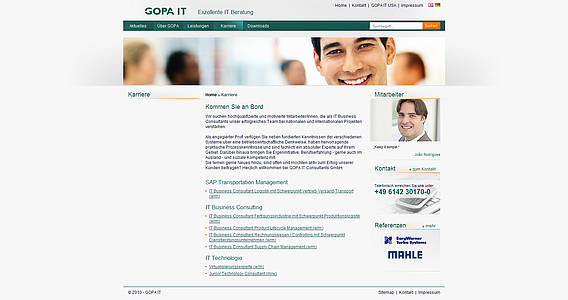 Home | Kontakt | GOPA IT USA | Impressum
GOPA IT Exzellente IT Beratung
Aktuelles Über GOPA Leistungen Karriere Downloads Suchbegriff... Suchen
Karriere
Home » Karriere
Kommen Sie an Bord
Wir suchen hochqualifizierte und motivierte Mitarbeiter/innen, die als IT Business
Consultants unser erfolgreiches Team bei nationalen und internationalen Projekten
verstärken.
Als engagierter Profi verfügen Sie neben fundierten Kenntnissen der verschiedenen
Systeme über eine betriebswirtschaftliche Denkweise, haben hervorragende
praktische Prozesskenntnisse und sind fachlich ein absoluter Experte auf Ihrem
Gebiet. Darüber hinaus bringen Sie Eigeninitiative, Berufserfahrung - gerne auch im
Ausland - und soziale Kompetenz mit.
Sie lernen gerne Neues hinzu, sind offen und möchten aktiv zum Erfolg unserer
Kunden beitragen? Herzlich willkommen bei GOPA IT Consultants GmbH.
SAP Transportation Management
IT Business Consultant Logistik mit Schwerpunkt Vertrieb-Versand-Transport
(w/m)
IT Business Consulting
IT Business Consultant Fertigungsindustrie mit Schwerpunkt Produktionslogistik
(w/m)
IT Business Consultant Product Lifecycle Management (w/m)
IT Business Consultant Rechnungswesen / Controlling mit Schwerpunkt
Dienstleistungsunternehmen (w/m)
IT Business Consultant Supply Chain Management (w/m)
IT Technologie
Virtualisierungsexperte (w/m)
Junior Technology Consultant (m/w)
Mitarbeiter
„Keep it simple.“
João Rodrigues
Kontakt » zum Kontakt
Telefonisch erreichen Sie uns unter:
+49 6142 30170-0
Referenzen » mehr
BorgWarner
Turbo Systems
MAHLE
© 2010 - GOPA IT Sitemap | Kontakt | Impressum